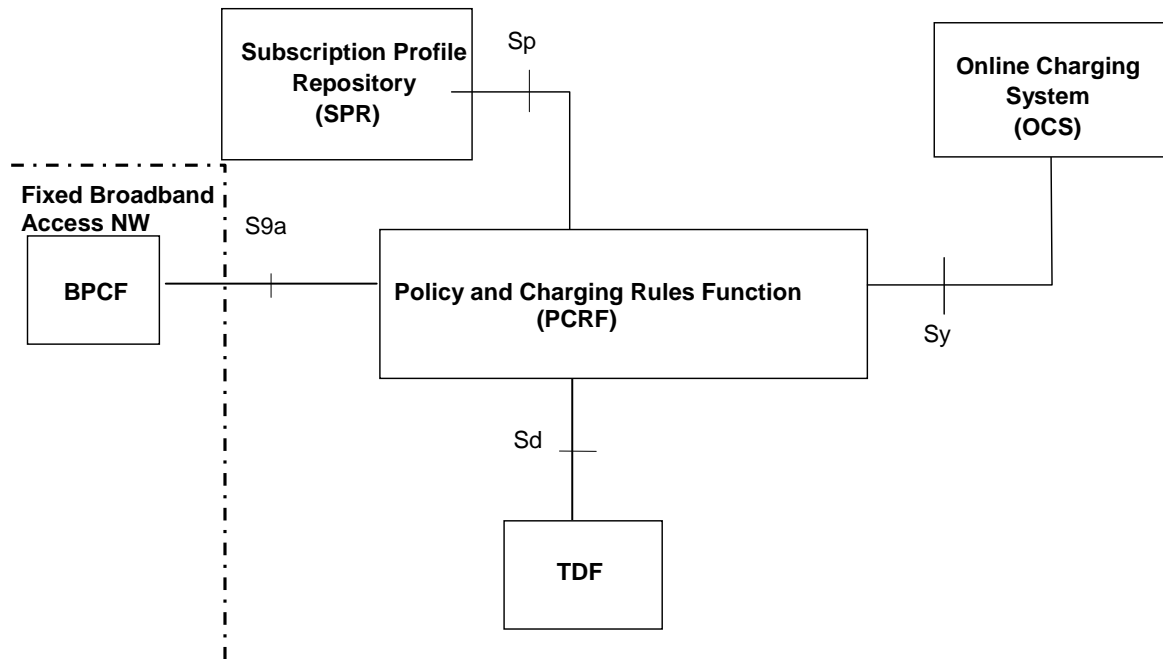 Sp
Subscription Profile
Repository
(SPR)
Online Charging
System
(OCS)
Fixed Broadband
Access NW
S9a
BPCF
Policy and Charging Rules Function
(PCRF)
Sy
Sd
TDF